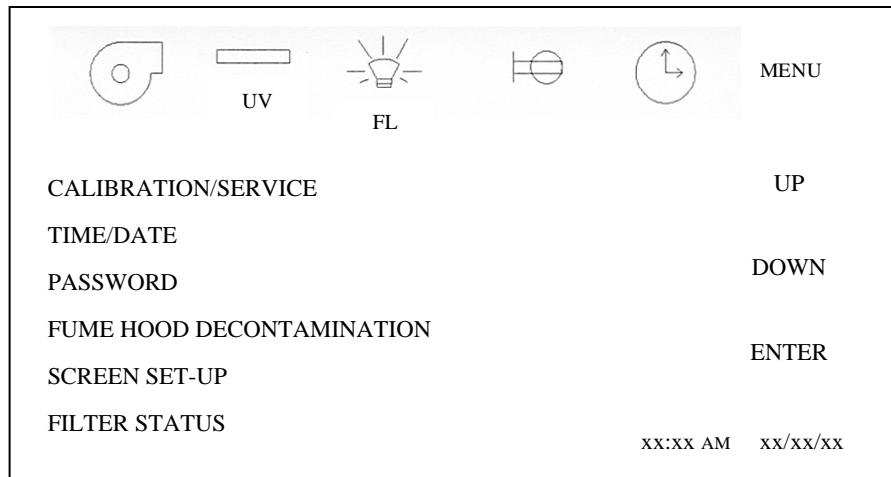 MENU
UV
FL
CALIBRATION/SERVICE
UP
TIME/DATE
DOWN
PASSWORD
FUME HOOD DECONTAMINATION
ENTER
SCREEN SET-UP
FILTER STATUS
xx:xx AM xx/xx/xx